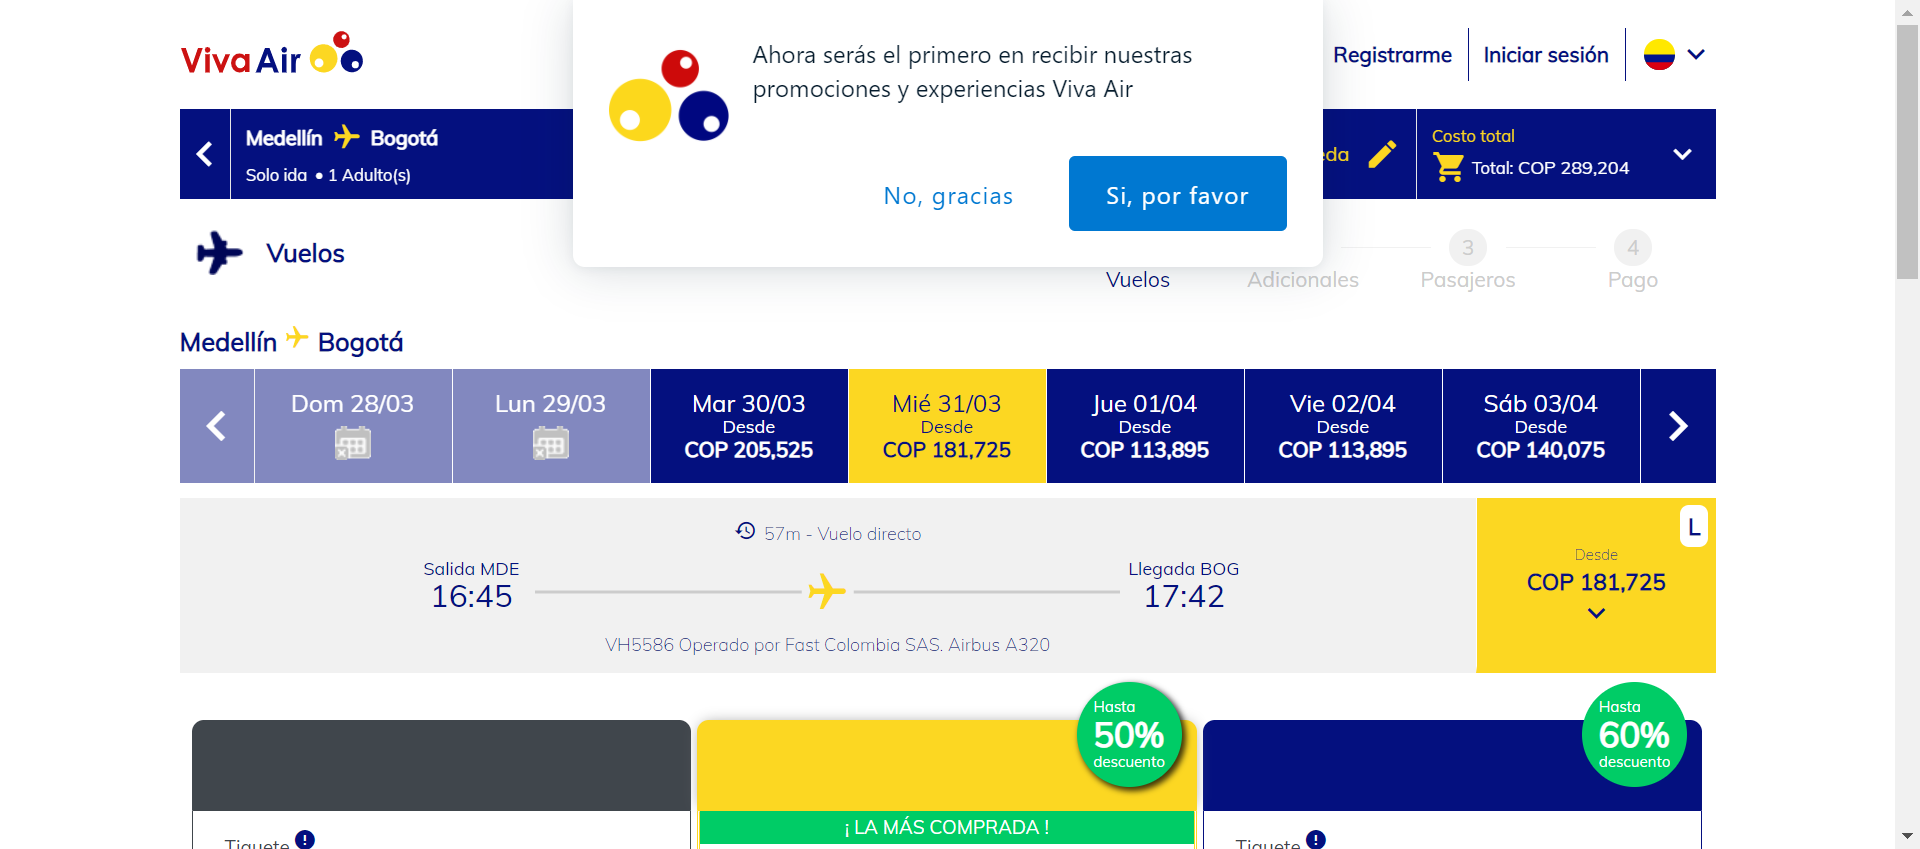 Viva Air
Ahora serás el primero en recibir nuestras
promociones y experiencias Viva Air
No, gracias
Si, por favor
Registrarme
Iniciar sesión
Medellín Bogotá
Solo ida • 1 Adulto(s)
Costo total
Total: COP 289,204
Vuelos
Vuelos
Adicionales
3
Pasajeros
4
Pago
Medellín Bogotá
Dom 28/03
Lun 29/03
Mar 30/03
Desde
COP 205,525
Mié 31/03
Desde
COP 181,725
Jue 01/04
Desde
COP 113,895
Vie 02/04
Desde
COP 113,895
Sáb 03/04
Desde
COP 140,075
57m - Vuelo directo
Salida MDE
16:45
Llegada BOG
17:42
VH5586 Operado por Fast Colombia SAS. Airbus A320
L
Desde
COP 181,725
Hasta
50%
descuento
Hasta
60%
descuento
¡ LA MÁS COMPRADA !
Tiquete
Tiquete